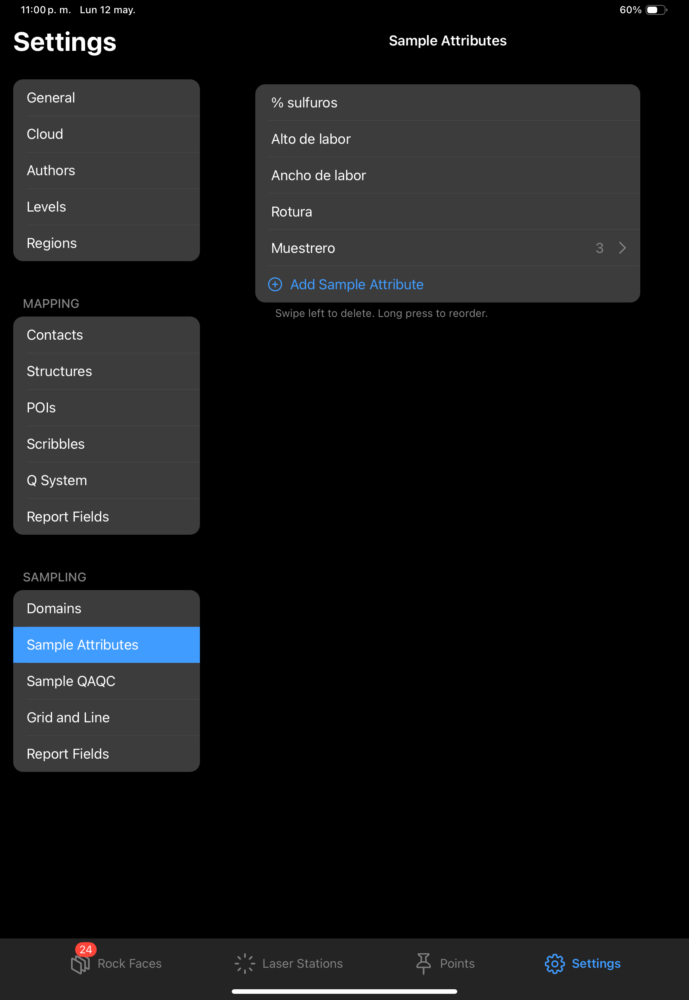 11:00 p. m. Lun 12 may.
60%
Settings
Sample Attributes
General
Cloud
Authors
Levels
Regions
MAPPING
Contacts
Structures
POIs
Scribbles
Q System
Report Fields
SAMPLING
Domains
Sample Attributes
Sample QAQC
Grid and Line
Report Fields
% sulfuros
Alto de labor
Ancho de labor
Rotura
Muestrero 3
Add Sample Attribute
Swipe left to delete. Long press to reorder.
24
Rock Faces
Laser Stations
Points
Settings